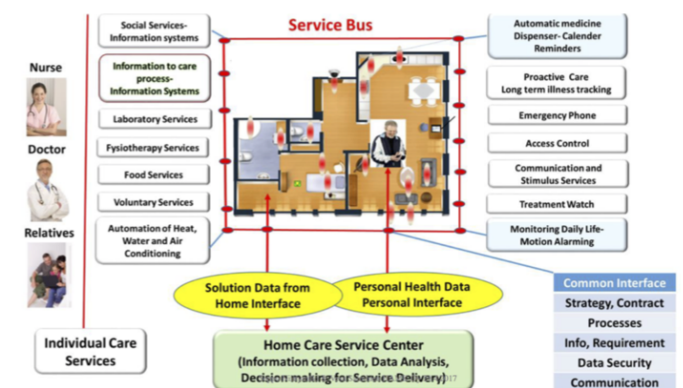 Service Bus
Nurse
Doctor
Relatives
Individual Care
Services
Social Services-
Information systems
Information to care
process-
Information Systems
Laboratory Services
Fysiotherapy Services
Food Services
Voluntary Services
Automation of Heat,
Water and Air
Conditioning
Automatic medicine
Dispenser- Calender
Reminders
Proactive Care
Long term illness tracking
Emergency Phone
Access Control
Communication and
Stimulus Services
Treatment Watch
Monitoring Daily Life-
Motion Alarming
Solution Data from
Home Interface
Personal Health Data
Personal Interface
Home Care Service Center
(Information collection, Data Analysis,
Decision making for Service Delivery)
Common Interface
Strategy, Contract
Processes
Info, Requirement
Data Security
Communication